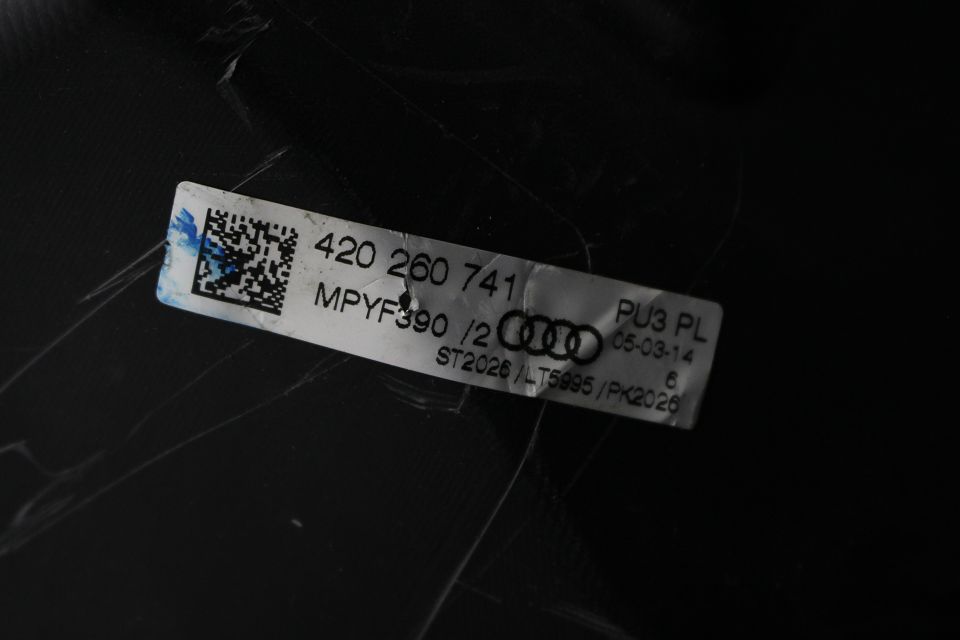 420 260 741
MPYF390 /2
PU3 PL
05-03-14
6
ST2026/LT5995/PK2026